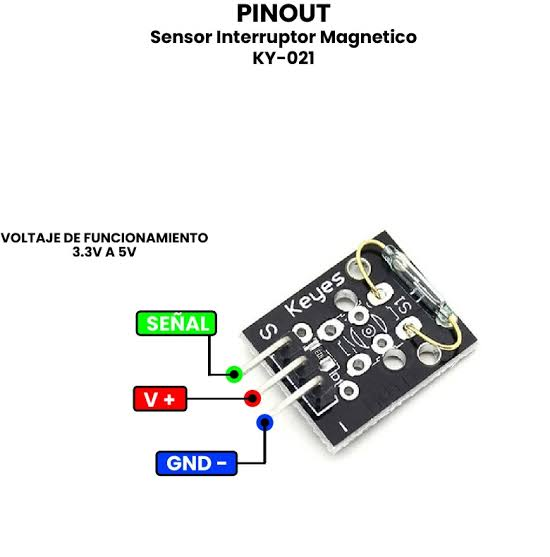 PINOUT
Sensor Interruptor Magnetico
KY-021
VOLTAJE DE FUNCIONAMIENTO
3.3V A 5V
SEÑAL
V +
GND -
Keyes
S
S1
-